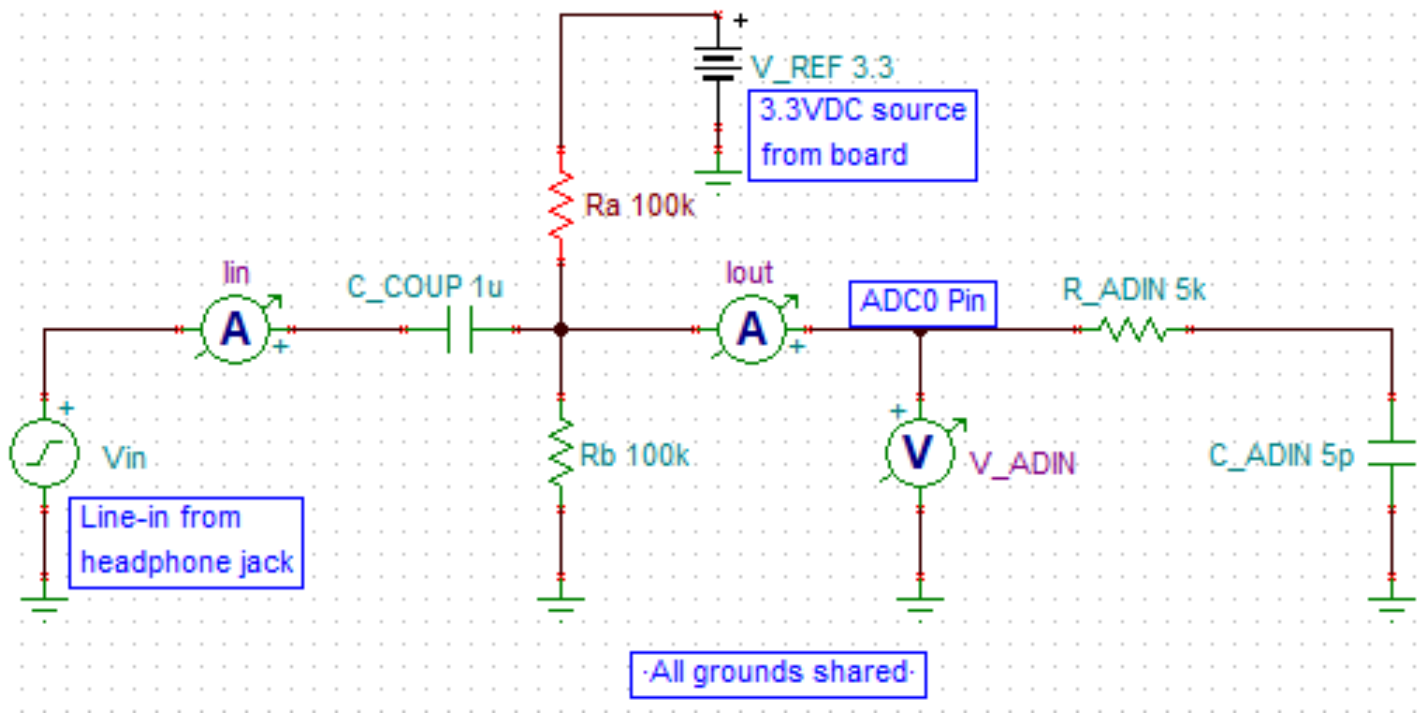 +
V_REF 3.3
3.3VDC source
from board
Ra 100k
Iin
C_COUP 1u
Iout
ADC0 Pin
R_ADIN 5k
A
+
A
+
+
Vin
Rb 100k
+
V
V_ADIN
C_ADIN 5p
Line-in from
headphone jack
·All grounds shared·